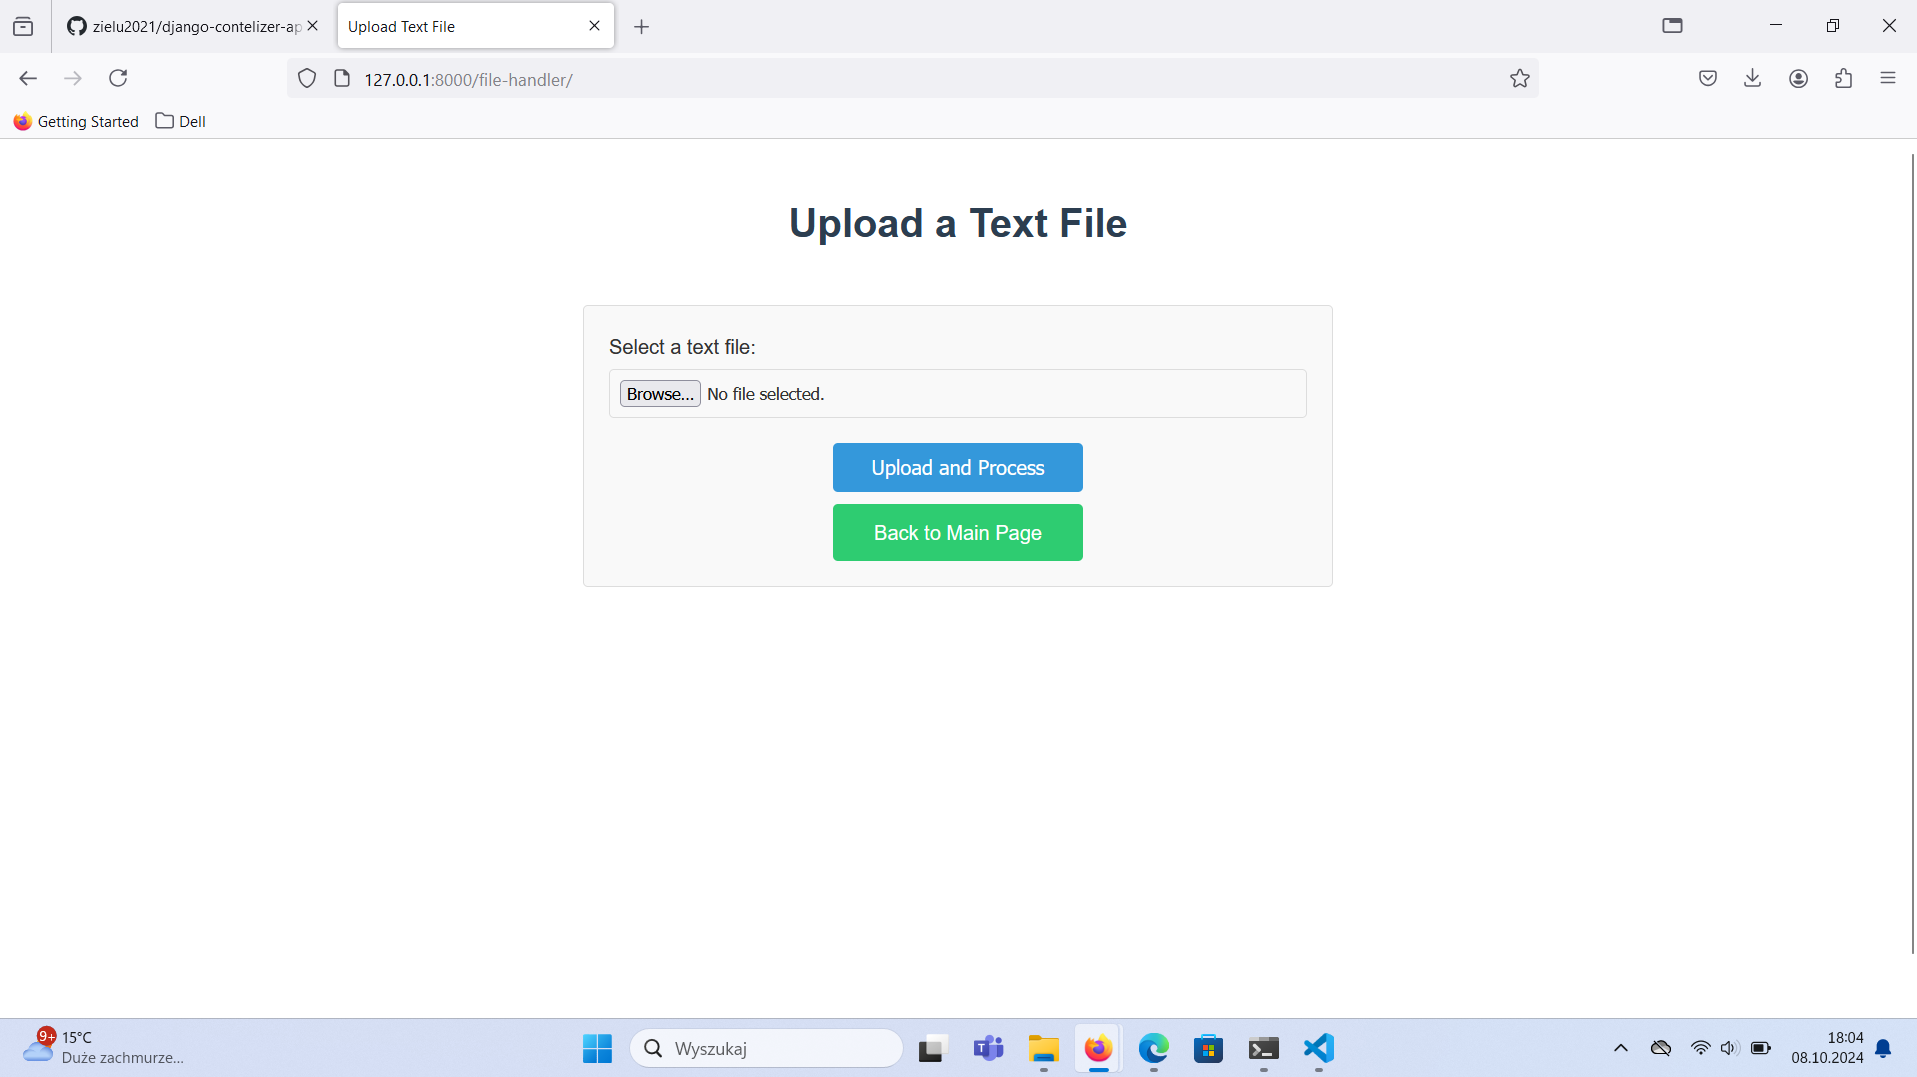 zielu2021/django-contelizer-ap
Upload Text File
127.0.0.1:8000/file-handler/
Getting Started
Dell
Upload a Text File
Select a text file:
Browse... No file selected.
Upload and Process
Back to Main Page
9+
15°C
Duże zachmurze...
Wyszukaj
18:04
08.10.2024